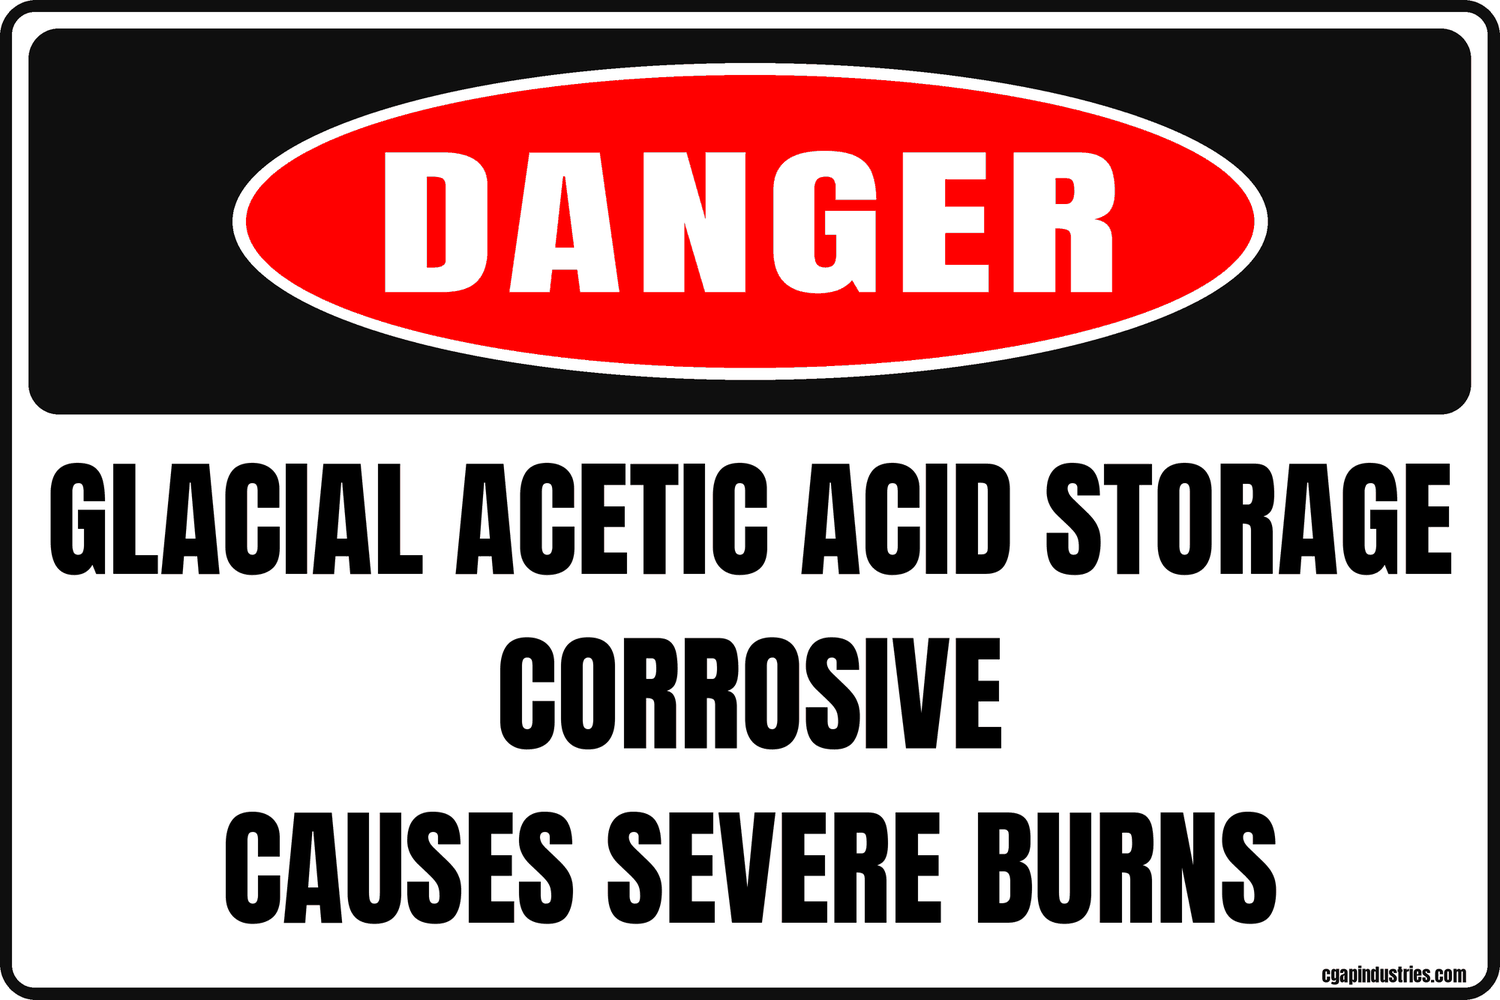 DANGER
GLACIAL ACETIC ACID STORAGE
CORROSIVE
CAUSES SEVERE BURNS
cgapindustries.com